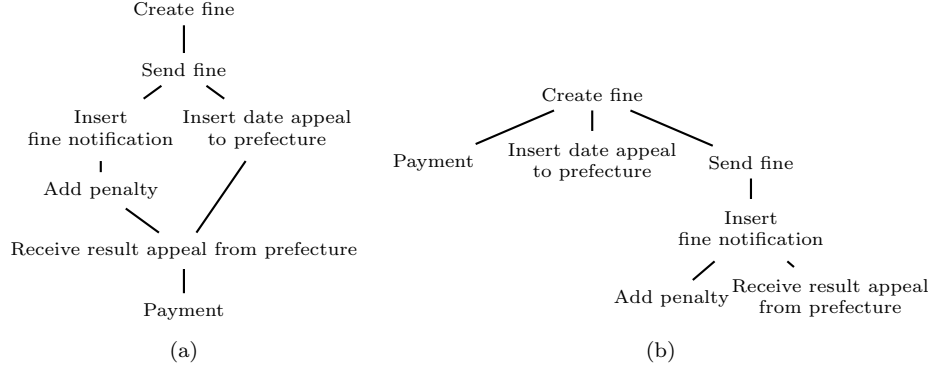 Create fine
Send fine
Insert
fine notification
Insert date appeal
to prefecture
Add penalty
Receive result appeal from prefecture
Payment
(a)
Create fine
Payment
Insert date appeal
to prefecture
Send fine
Insert
fine notification
Add penalty
Receive result appeal
from prefecture
(b)